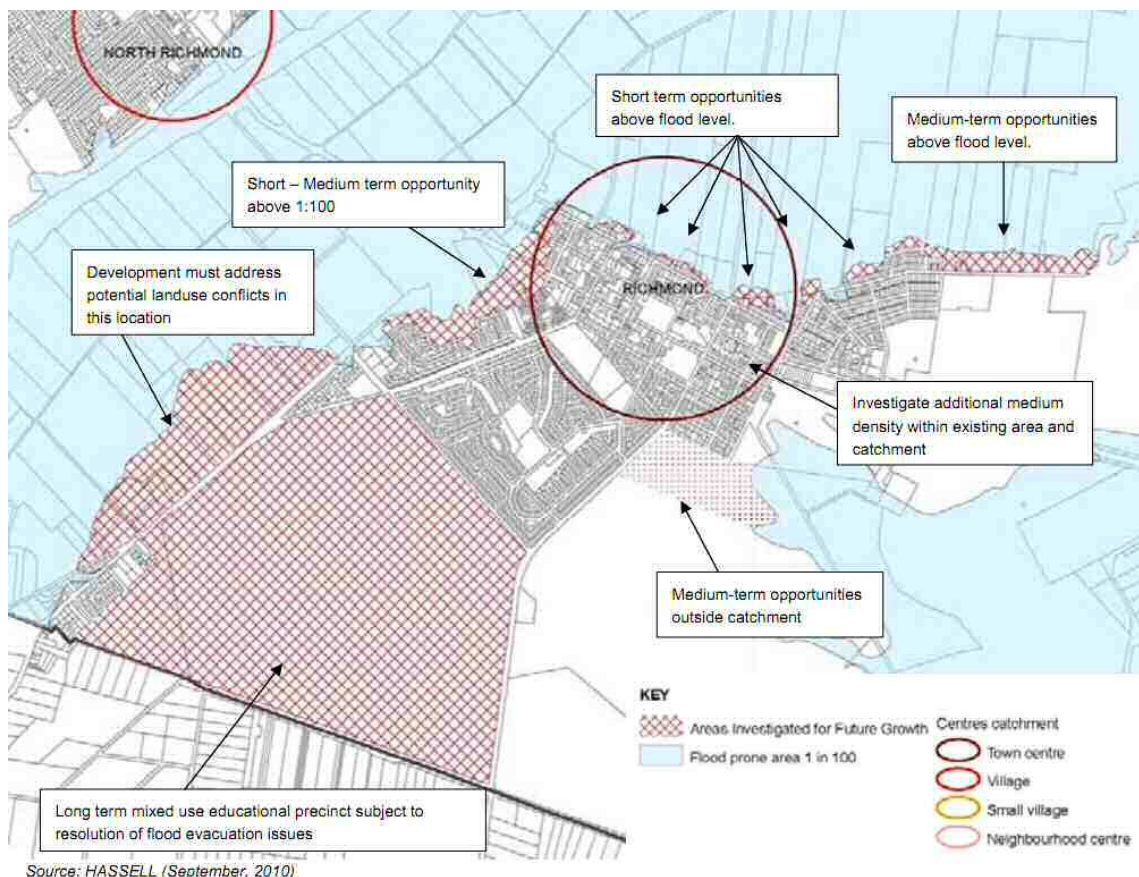 NORTH RICHMOND
Short term opportunities
above flood level.
Medium-term opportunities
above flood level.
Short – Medium term opportunity
above 1:100
Development must address
potential landuse conflicts in
this location
RICHMOND
Investigate additional medium
density within existing area and
catchment
Medium-term opportunities
outside catchment
Long term mixed use educational precinct subject to
resolution of flood evacuation issues
KEY
Areas Investigated for Future Growth
Flood prone area 1 in 100
Centres catchment
Town centre
Village
Small village
Neighbourhood centre
Source: HASSELL (September, 2010)